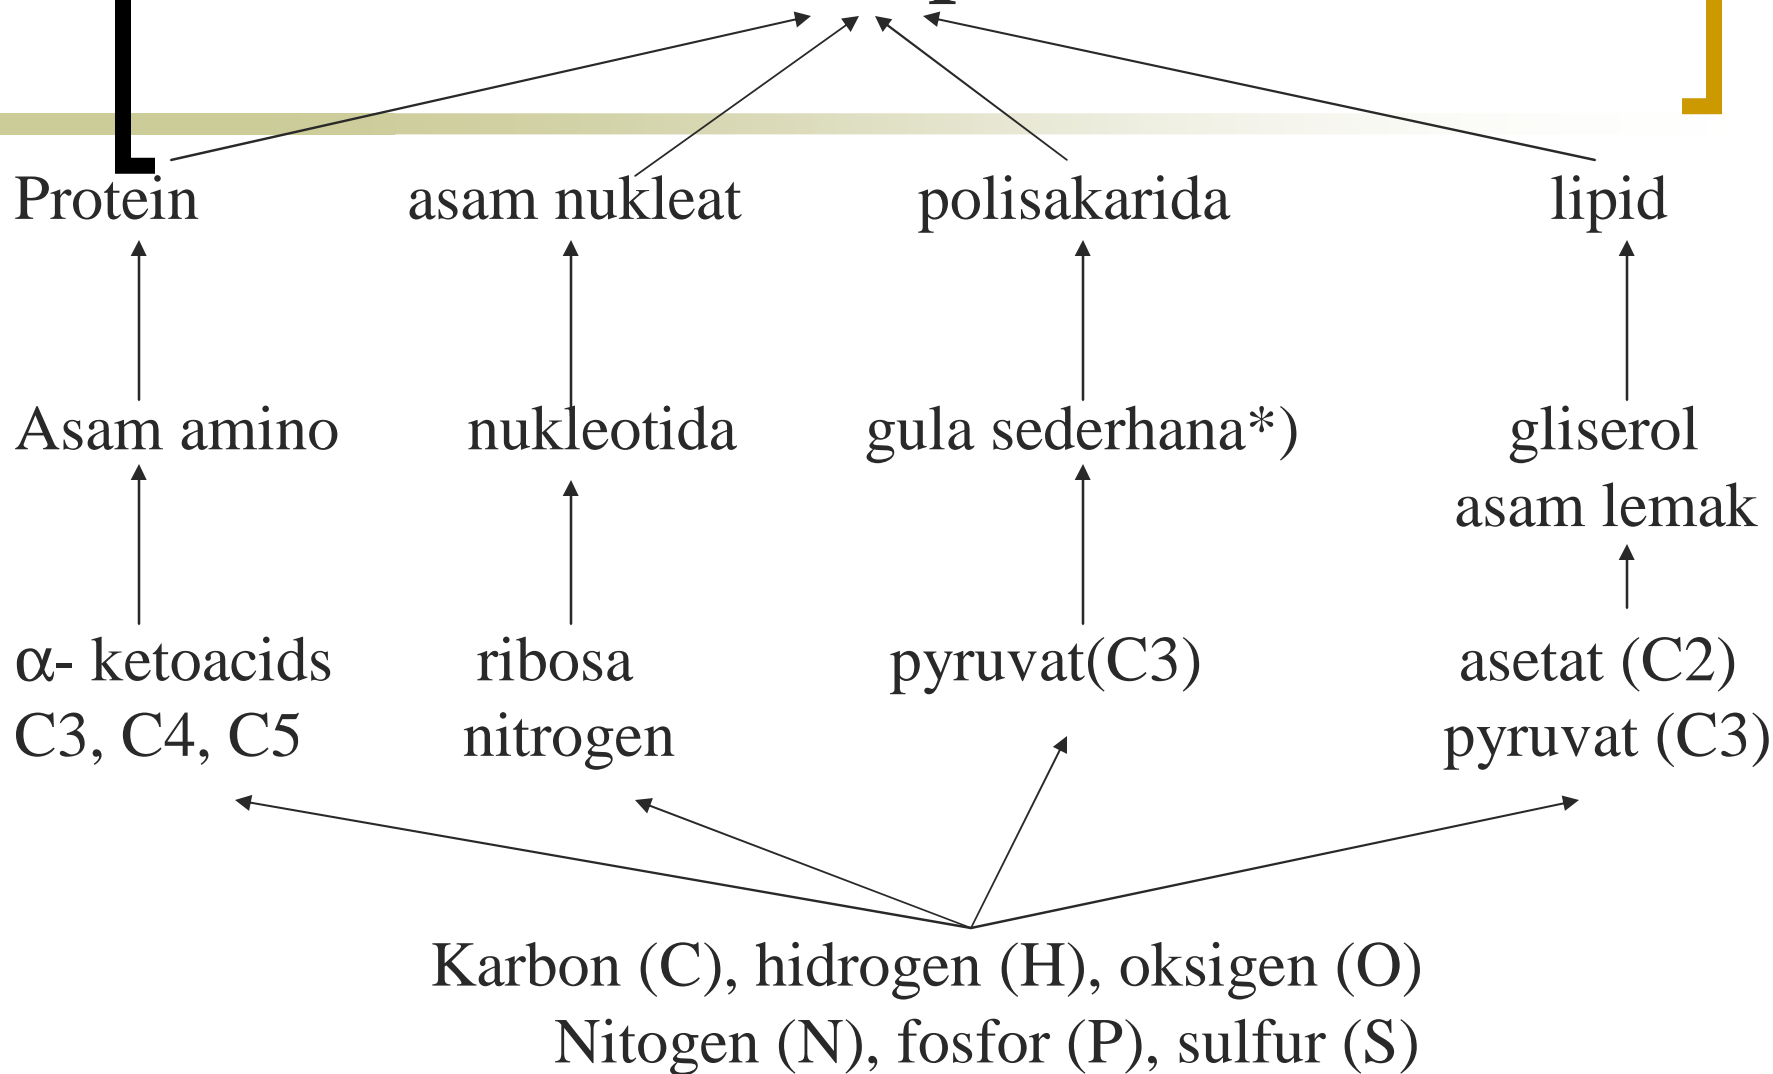 Protein asam nukleat polisakarida lipid
Asam amino nukleotida gula sederhana*) gliserol
asam lemak
α- ketoacids ribosa pyruvat(C3) asetat (C2)
C3, C4, C5 nitrogen pyruvat (C3)
Karbon (C), hidrogen (H), oksigen (O)
Nitogen (N), fosfor (P), sulfur (S)